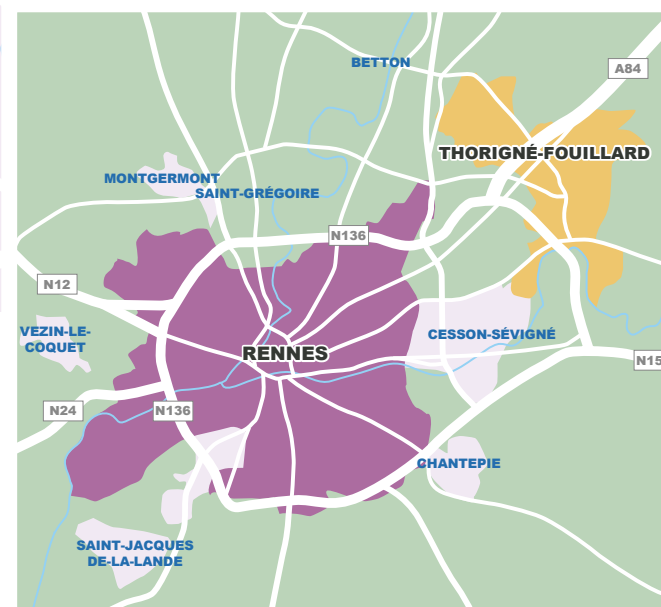 BETTON
A84
THORIGNÉ-FOUILLARD
MONTGERMONT
SAINT-GRÉGOIRE
N136
N12
VEZIN-LE-
COQUET
CESSON-SÉVIGNÉ
RENNES
N15
N24
N136
CHANTEPIE
SAINT-JACQUES
DE-LA-LANDE